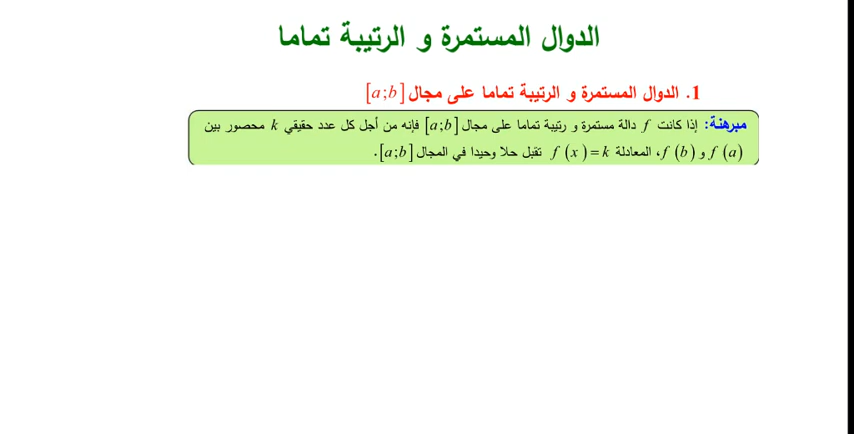 الدوال المستمرة و الرتيبة تماما
1. الدوال المستمرة و الرتيبة تماما على مجال [a;b]
مبرهنة: إذا كانت f دالة مستمرة و رتيبة تماما على مجال [a;b] فإنه من أجل كل عدد حقيقي k محصور بين
f(a) و f(b)، المعادلة f(x)=k تقبل حلا وحيدا في المجال [a;b].